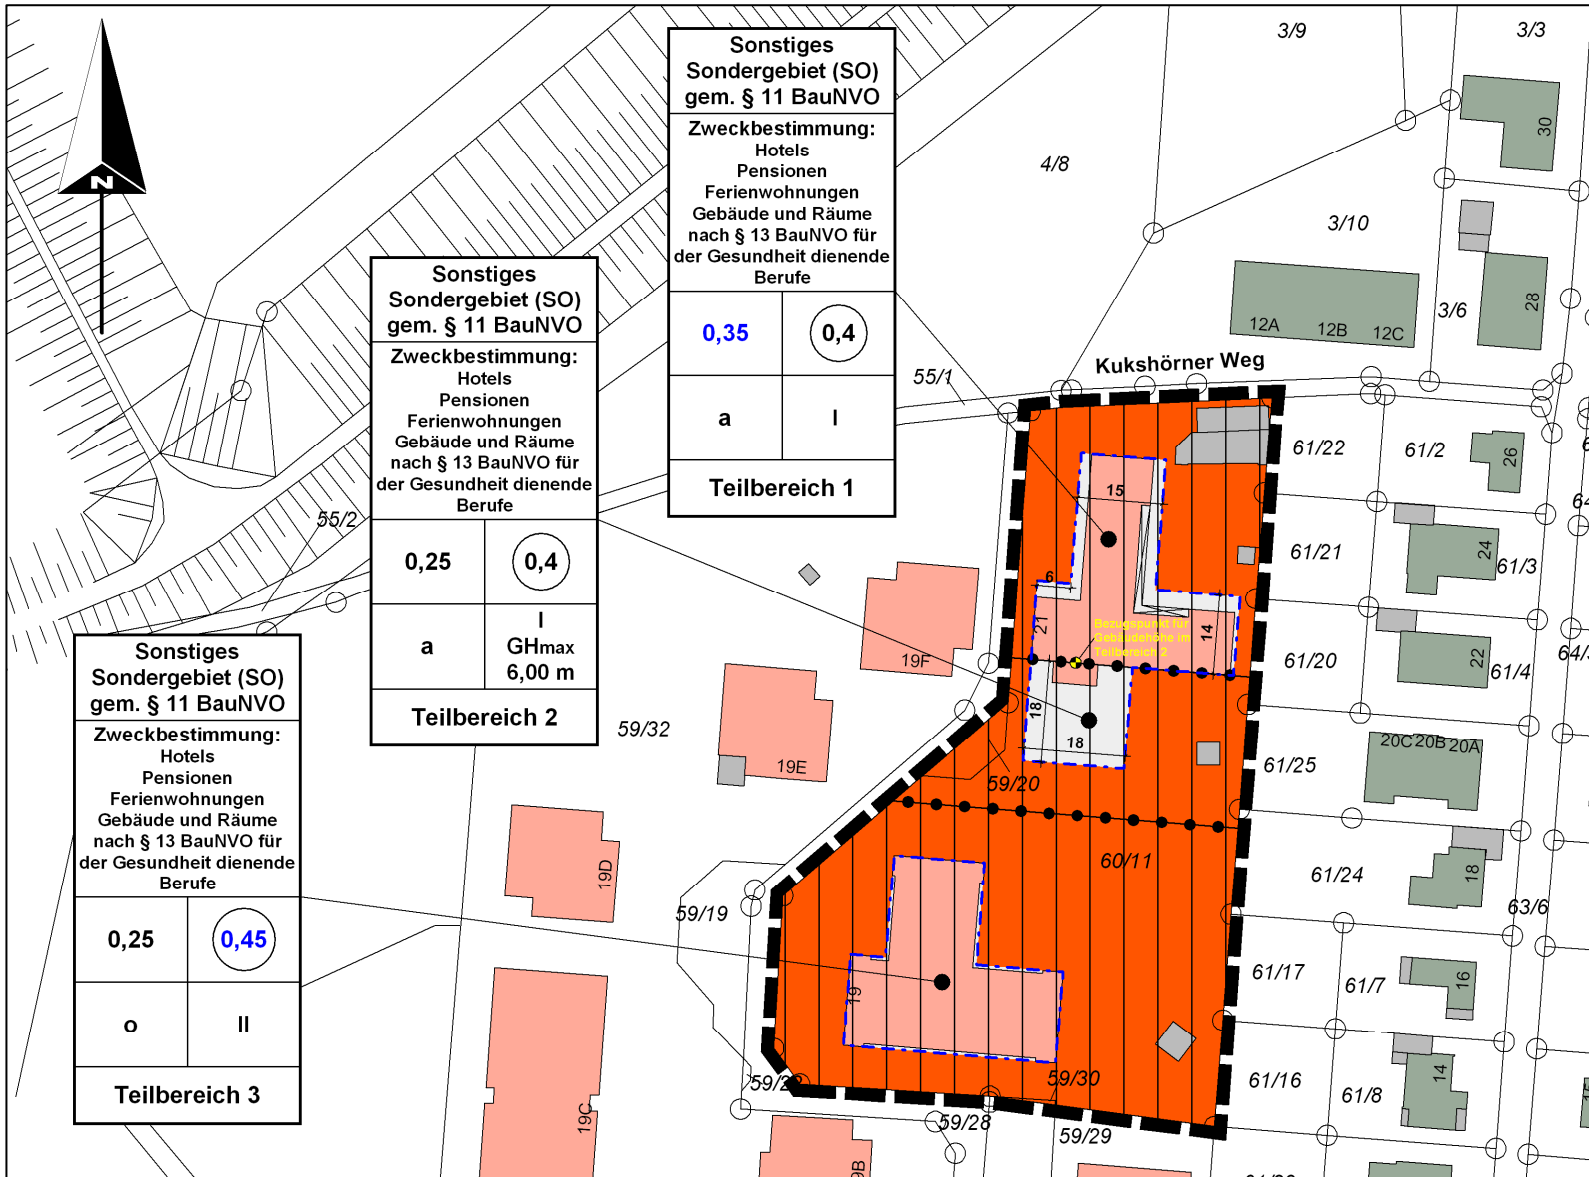 N
Sonstiges
Sondergebiet (SO)
gem. § 11 BauNVO
Zweckbestimmung:
Hotels
Pensionen
Ferienwohnungen
Gebäude und Räume
nach § 13 BauNVO für
der Gesundheit dienende
Berufe
0,35 0,4
a I
Teilbereich 1
Sonstiges
Sondergebiet (SO)
gem. § 11 BauNVO
Zweckbestimmung:
Hotels
Pensionen
Ferienwohnungen
Gebäude und Räume
nach § 13 BauNVO für
der Gesundheit dienende
Berufe
0,25 0,4
a I
GHmax
6,00 m
Teilbereich 2
Sonstiges
Sondergebiet (SO)
gem. § 11 BauNVO
Zweckbestimmung:
Hotels
Pensionen
Ferienwohnungen
Gebäude und Räume
nach § 13 BauNVO für
der Gesundheit dienende
Berufe
0,25 0,45
o II
Teilbereich 3
3/9
3/3
30
4/8
3/10
28
3/6
12A 12B 12C
Kukshörner Weg
55/1
55/2
61/22
61/2
26
15
61/21
24
61/3
6
21
14
Bezugspunkt für
Gebäudehöhe im
Teilbereich 2
19F
61/20
22
61/4
18
18
59/32
19E
59/20
61/25
20C 20B 20A
60/11
19D
61/24
18
59/19
63/6
19
61/17
61/7
16
59/30
61/16
61/8
14
19C
59/28
59/29